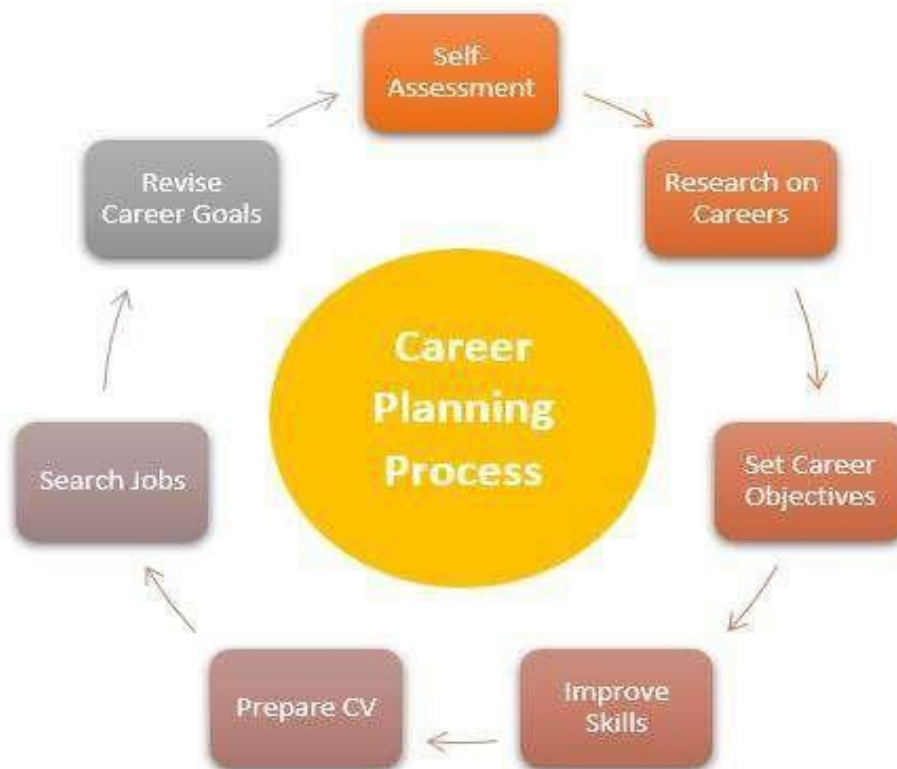 Self-
Assessment
Research on
Careers
Set Career
Objectives
Improve
Skills
Prepare CV
Search Jobs
Revise
Career Goals
Career
Planning
Process